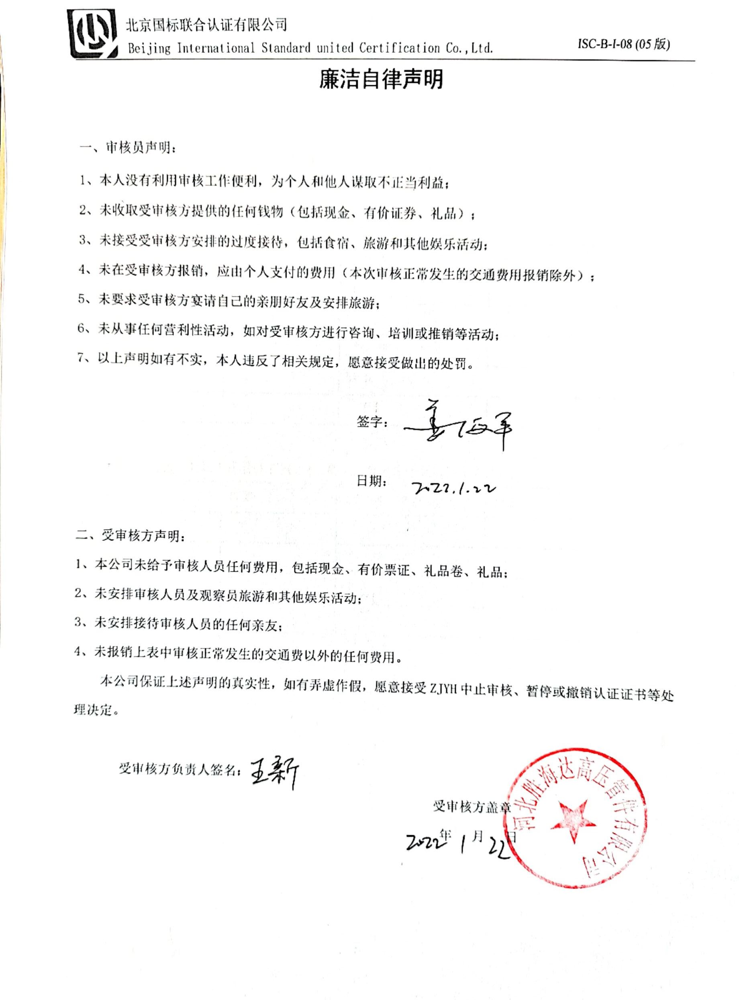 北京国标联合认证有限公司
Beijing International Standard united Certification Co.,Ltd.
ISC-B-I-08 (05 版)
廉洁自律声明
一、审核员声明：
1、本人没有利用审核工作便利，为个人和他人谋取不正当利益；
2、未收取受审核方提供的任何钱物（包括现金、有价证券、礼品）；
3、未接受受审核方安排的过度接待，包括食宿、旅游和其他娱乐活动；
4、未在受审核方报销，应由个人支付的费用（本次审核正常发生的交通费用报销除外）；
5、未要求受审核方宴请自己的亲朋好友及安排旅游；
6、未从事任何营利性活动，如对受审核方进行咨询、培训或推销等活动；
7、以上声明如有不实，本人违反了相关规定，愿意接受做出的处罚。
签字：姜海军
日期：2022.1.22
二、受审核方声明：
1、本公司未给予审核人员任何费用，包括现金、有价票证、礼品卷、礼品；
2、未安排审核人员及观察员旅游和其他娱乐活动；
3、未安排接待审核人员的任何亲友；
4、未报销上表中审核正常发生的交通费以外的任何费用。
本公司保证上述声明的真实性，如有弄虚作假，愿意接受 ZJYH 中止审核、暂停或撤销认证证书等处
理决定。
受审核方负责人签名：王新
受审核方盖章
2022年1月22日
河北胜海达高压管件有限公司